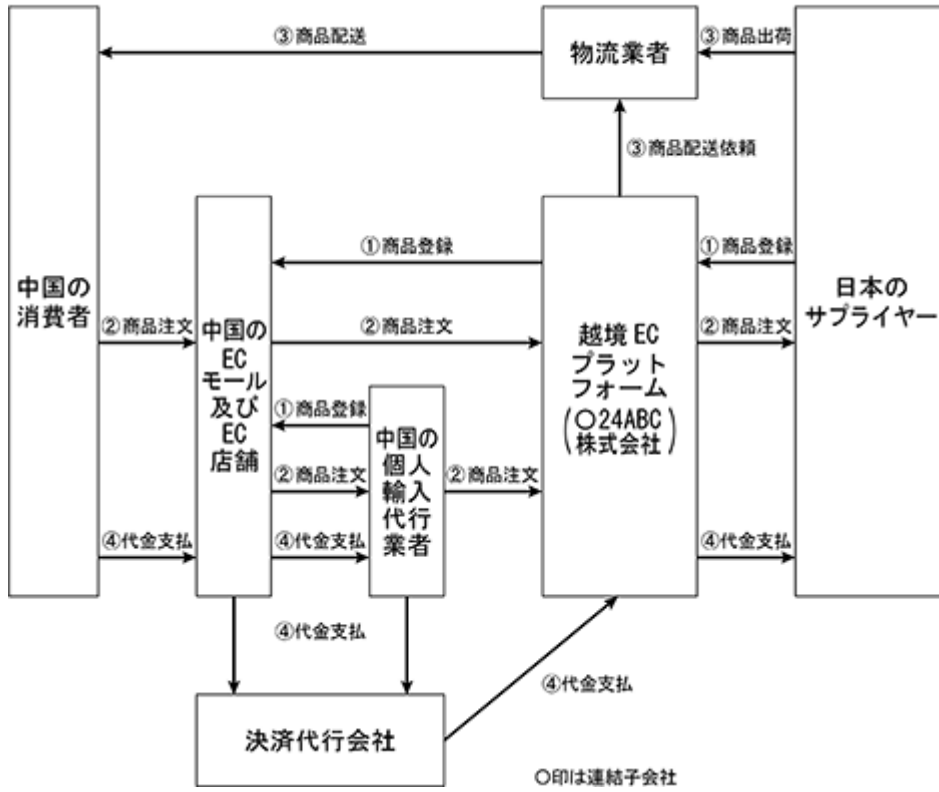 ③商品配送
物流業者
③商品出荷
③商品配送依頼
①商品登録
①商品登録
中国の
消費者
②商品注文
中国の
EC
モール
及び
EC
店舗
②商品注文
越境EC
プラット
フォーム
(○24ABC
株式会社)
②商品注文
日本の
サプライヤー
①商品登録
中国の
個人
輸入
代行
業者
②商品注文
②商品注文
④代金支払
④代金支払
④代金支払
④代金支払
④代金支払
決済代行会社
○印は連結子会社